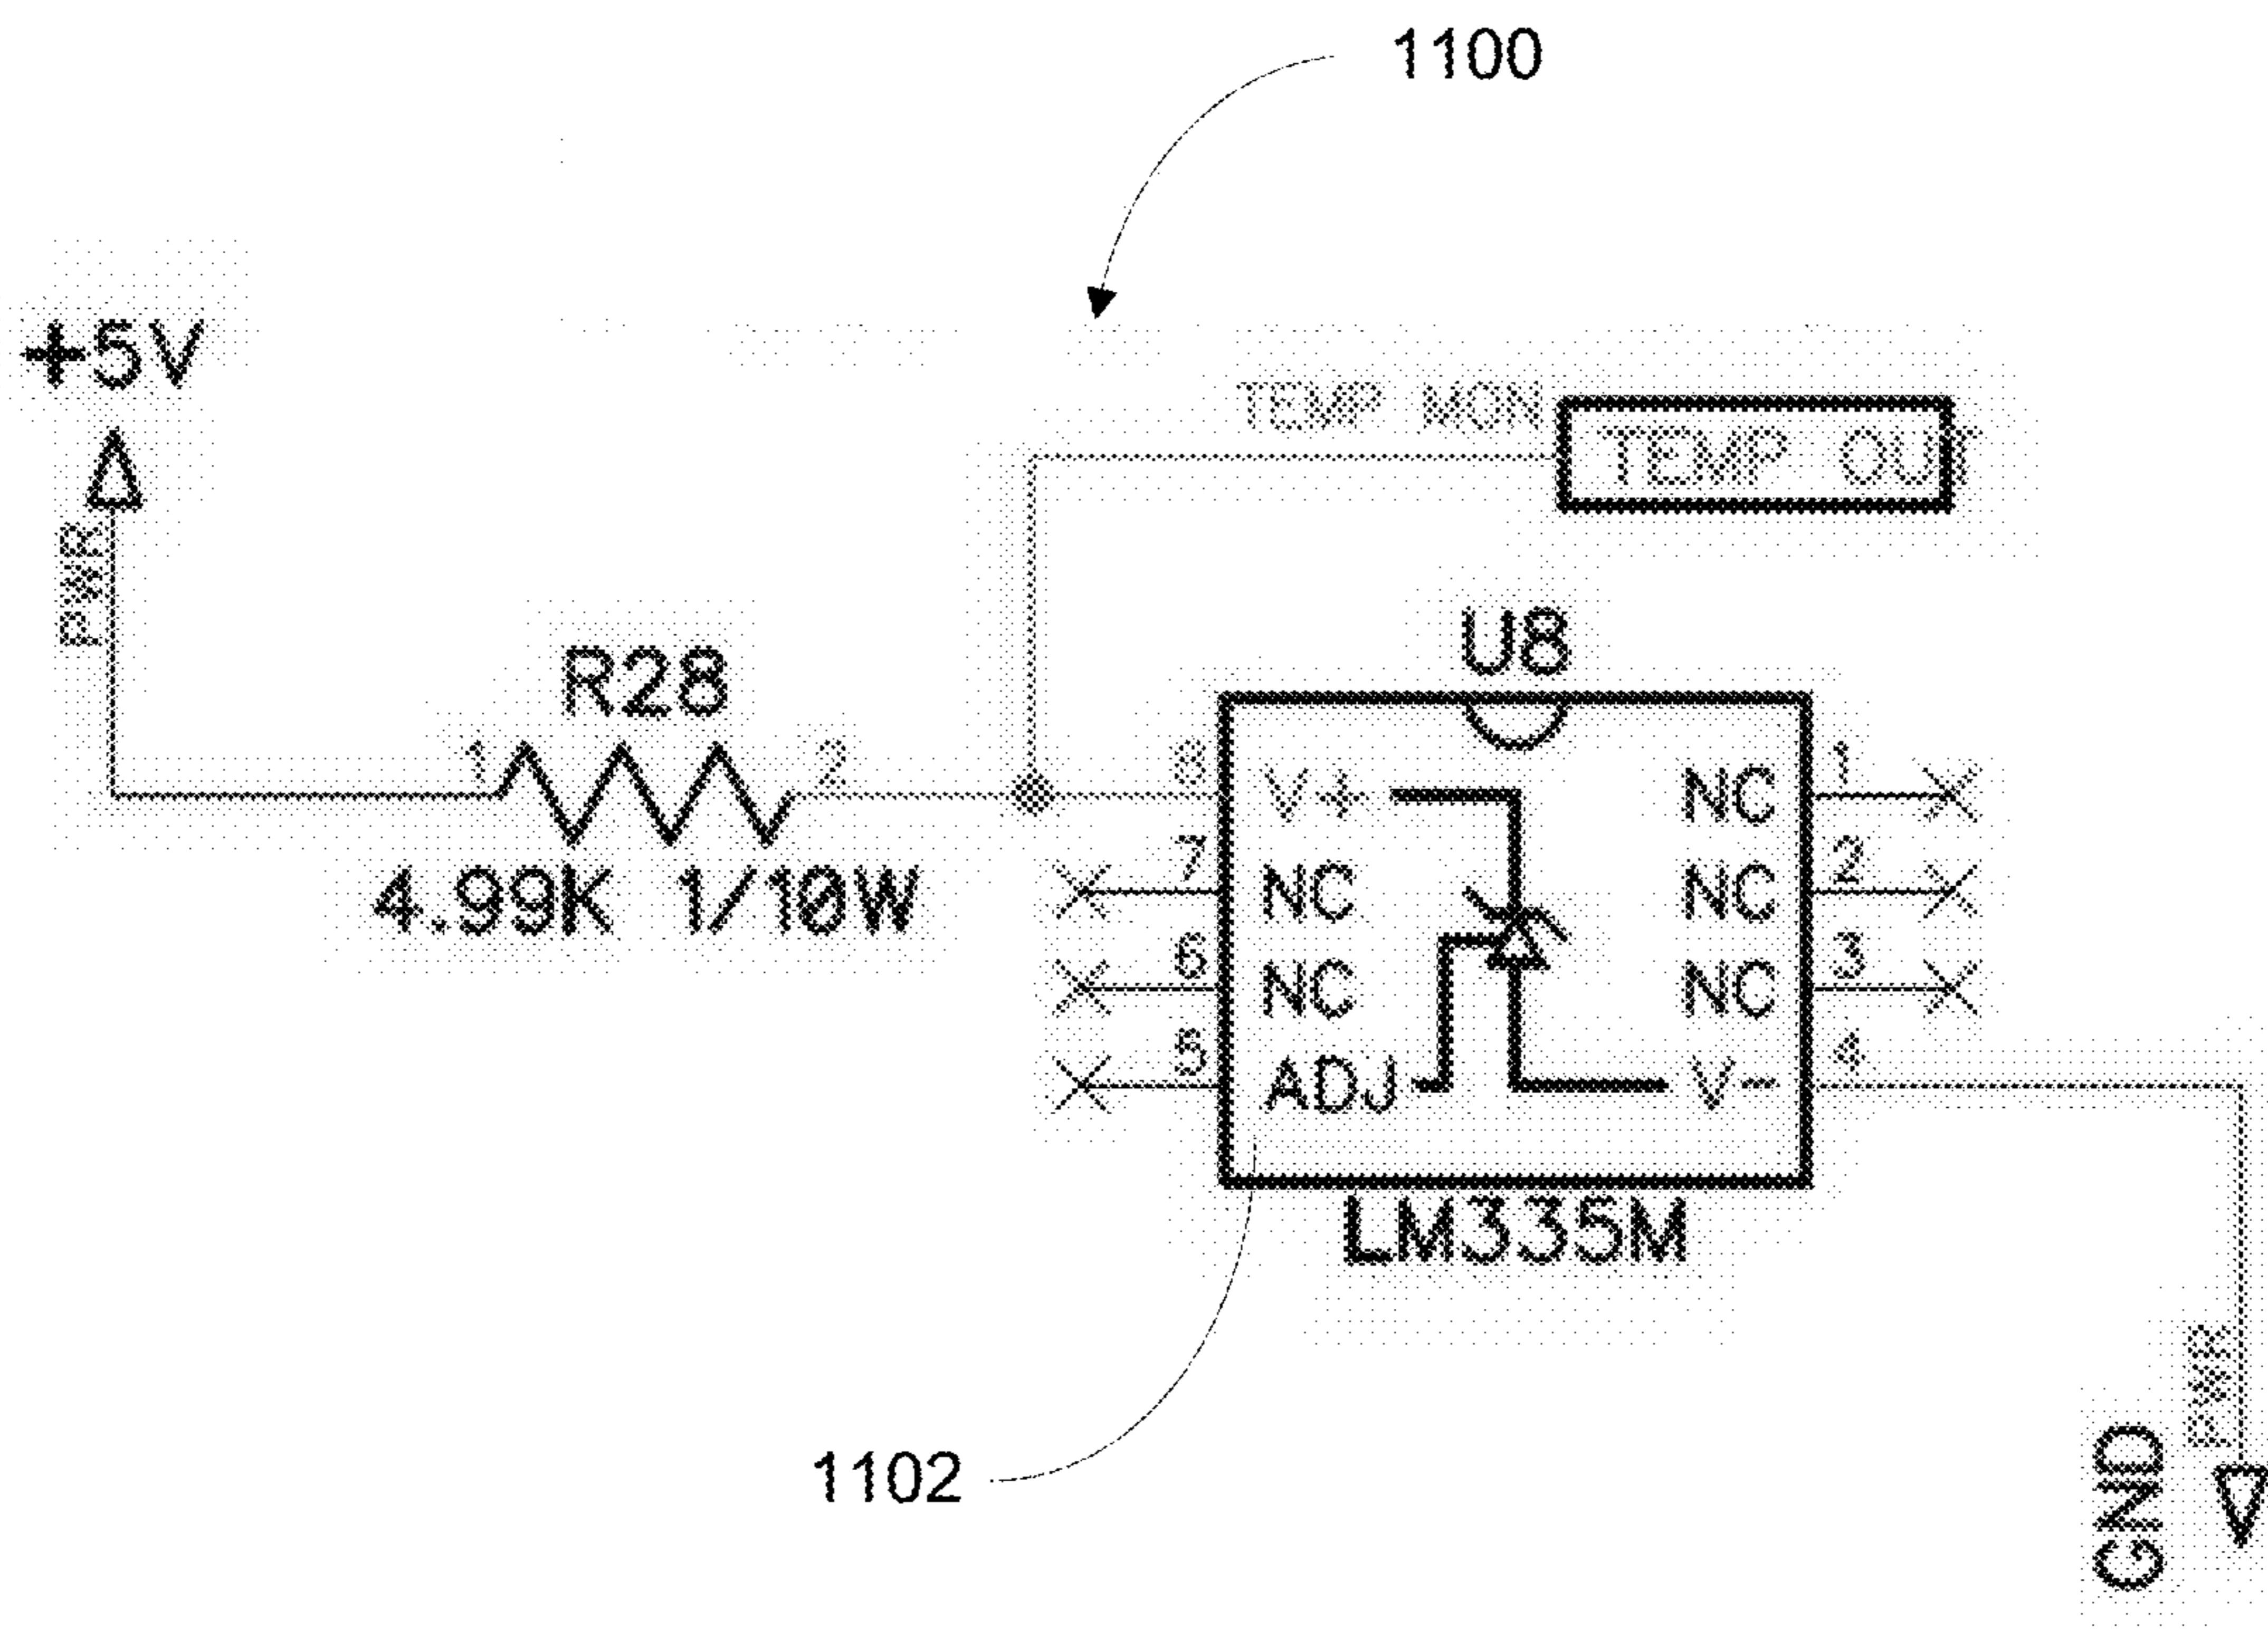 1100
+5V
TEMP MON
TEMP OUT
PWR
U8
R28
1
2
8
V+
NC
1
4.99K 1/10W
7
NC
NC
2
6
NC
NC
3
5
ADJ
V-
4
LM335M
PWR
1102
GND